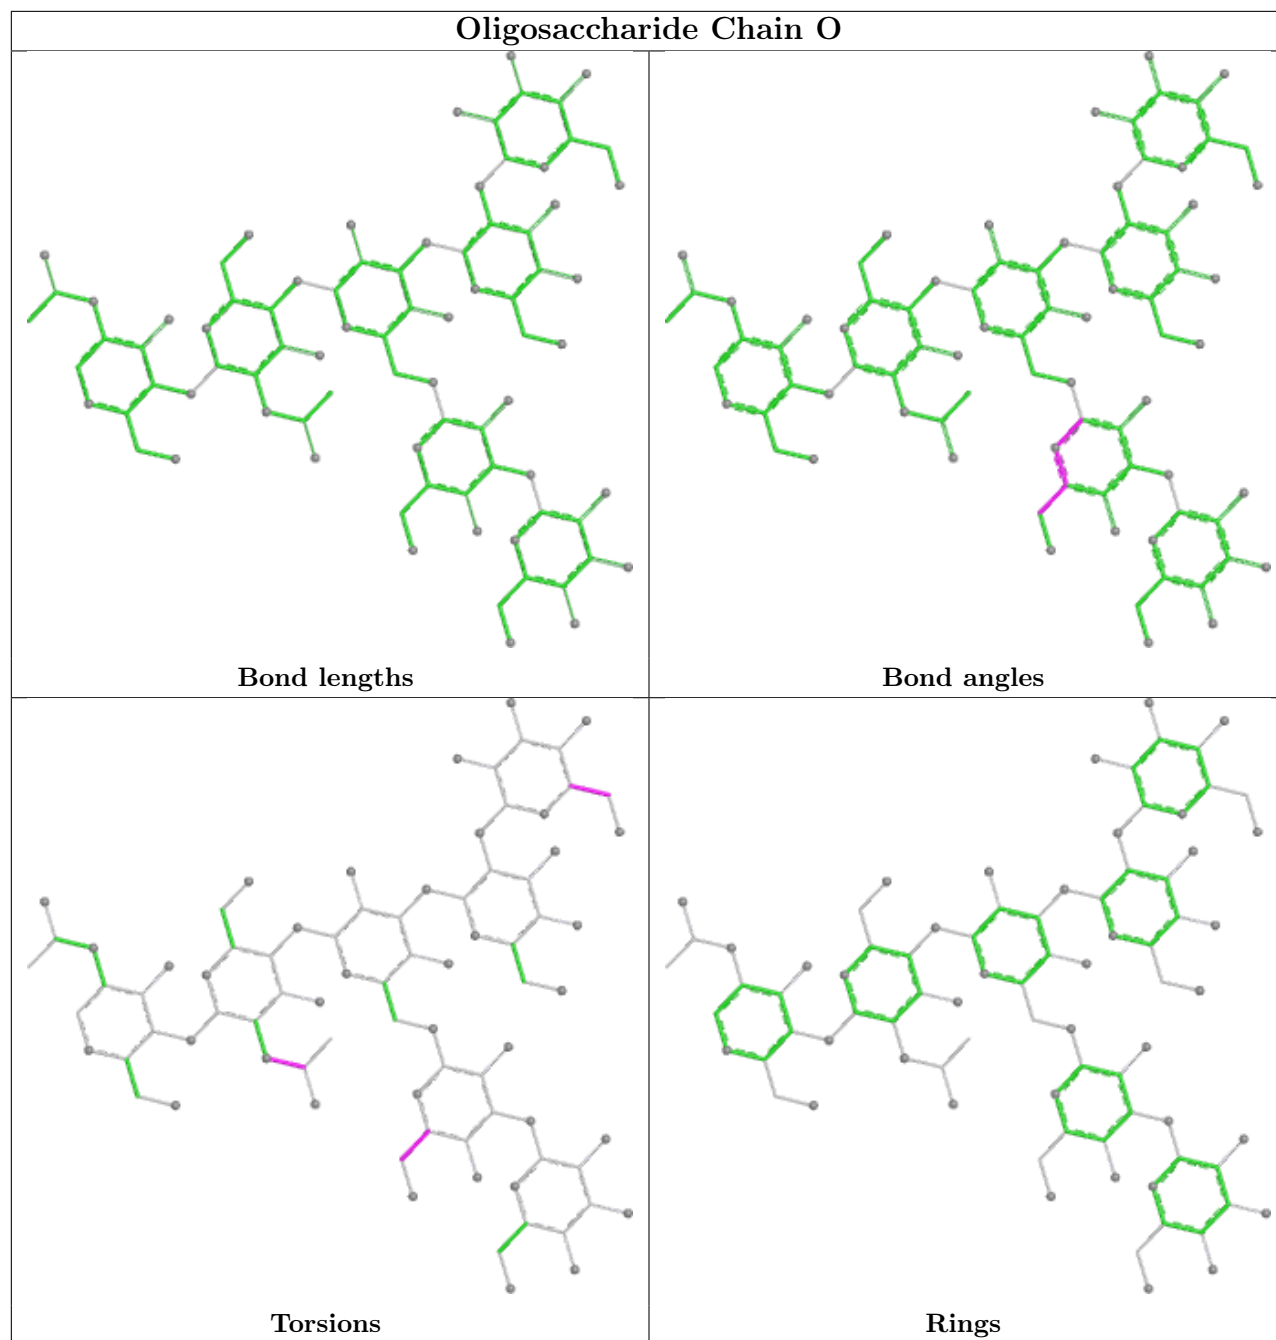 Oligosaccharide Chain O
Bond lengths
Bond angles
Torsions
Rings